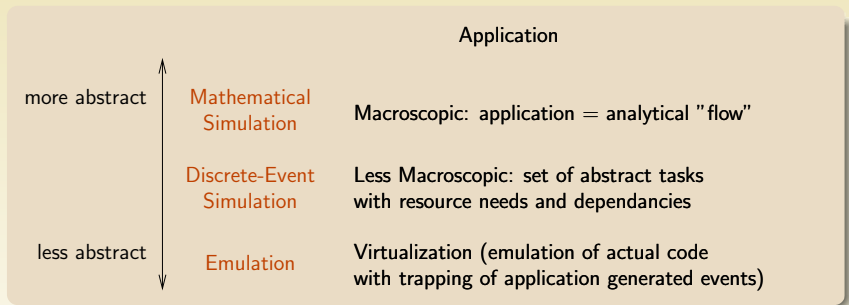 Application
more abstract
Mathematical
Simulation
Macroscopic: application = analytical "flow"
Discrete-Event
Simulation
Less Macroscopic: set of abstract tasks
with resource needs and dependancies
less abstract
Emulation
Virtualization (emulation of actual code
with trapping of application generated events)